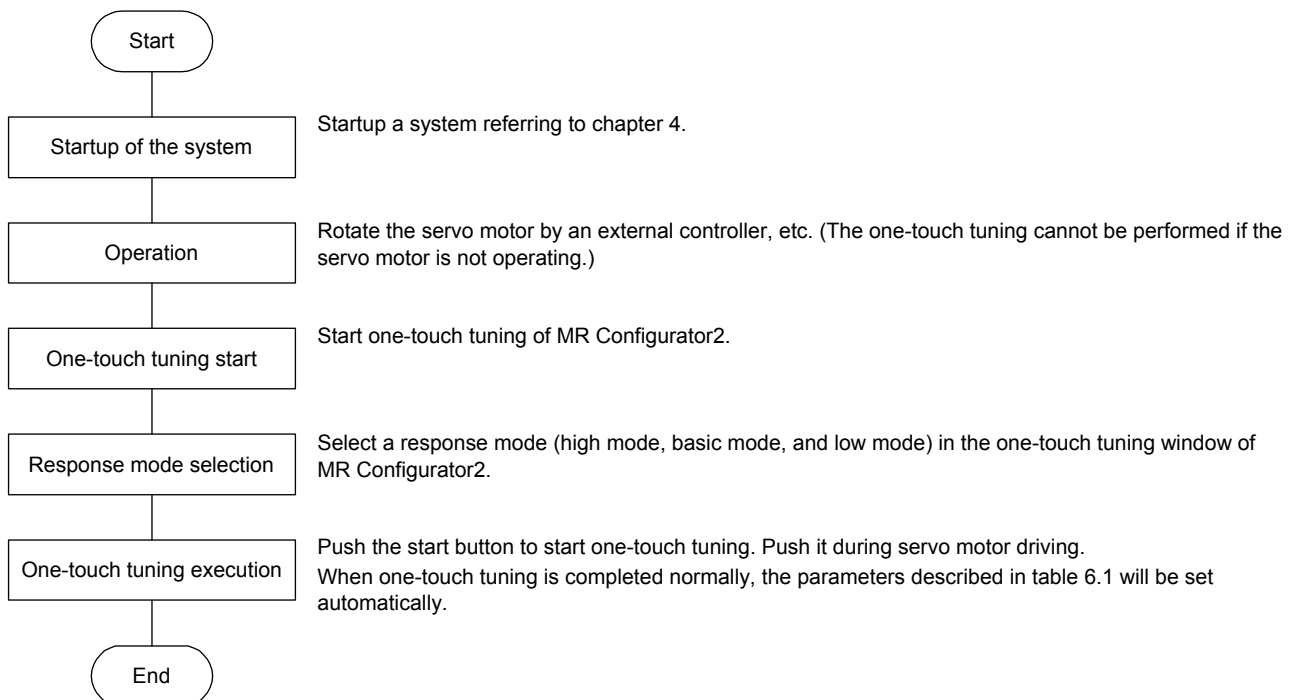 Start
Startup of the system
Startup a system referring to chapter 4.
Operation
Rotate the servo motor by an external controller, etc. (The one-touch tuning cannot be performed if the
servo motor is not operating.)
One-touch tuning start
Start one-touch tuning of MR Configurator2.
Response mode selection
Select a response mode (high mode, basic mode, and low mode) in the one-touch tuning window of
MR Configurator2.
One-touch tuning execution
Push the start button to start one-touch tuning. Push it during servo motor driving.
When one-touch tuning is completed normally, the parameters described in table 6.1 will be set
automatically.
End